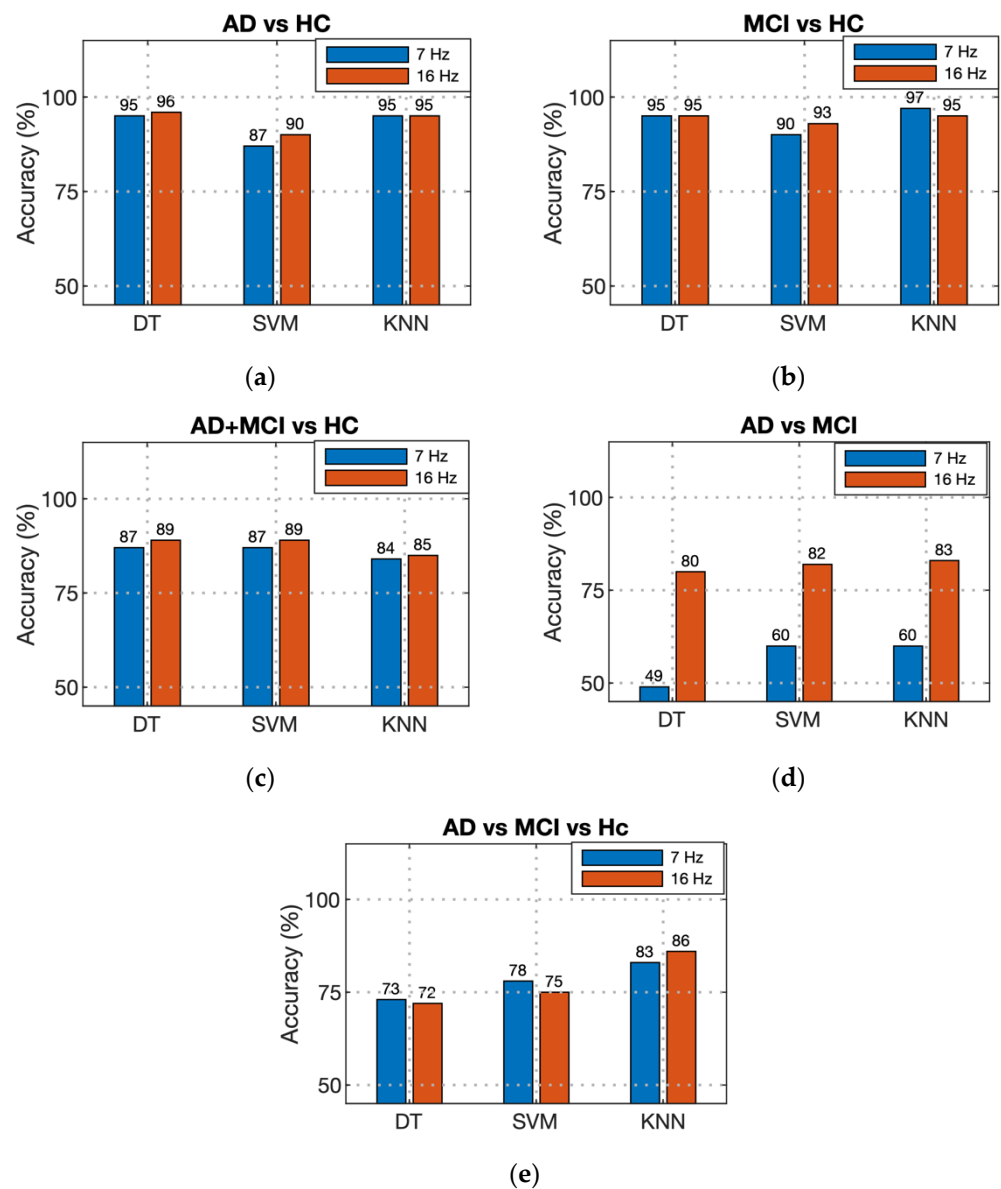 AD vs HC
7 Hz
16 Hz
100
75
50
Accuracy (%)
95 96 87 90 95 95
DT SVM KNN
(a)
MCI vs HC
7 Hz
16 Hz
100
75
50
Accuracy (%)
95 95 90 93 97 95
DT SVM KNN
(b)
AD+MCI vs HC
7 Hz
16 Hz
100
75
50
Accuracy (%)
87 89 87 89 84 85
DT SVM KNN
(c)
AD vs MCI
7 Hz
16 Hz
100
75
50
Accuracy (%)
49 80 60 82 60 83
DT SVM KNN
(d)
AD vs MCI vs Hc
7 Hz
16 Hz
100
75
50
Accuracy (%)
73 72 78 75 83 86
DT SVM KNN
(e)